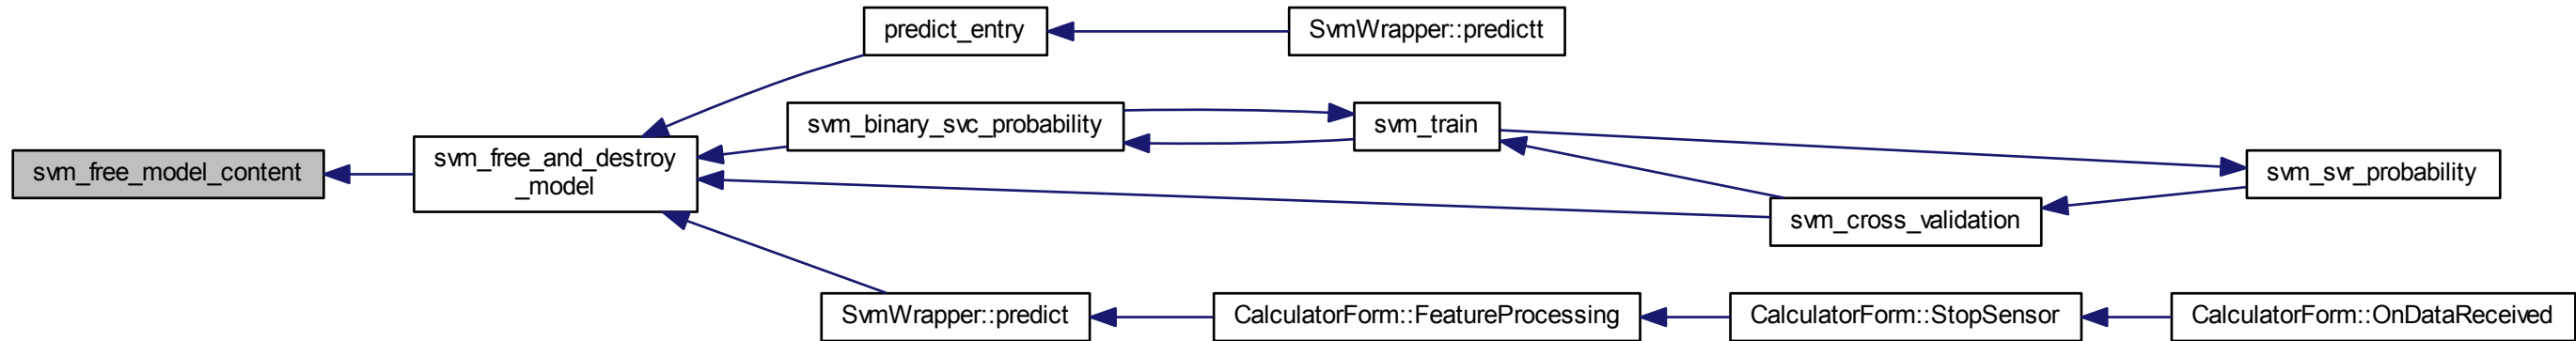 predict_entry
SvmWrapper::predictt
svm_binary_svc_probability
svm_train
svm_free_model_content
svm_free_and_destroy
_model
svm_svr_probability
svm_cross_validation
SvmWrapper::predict
CalculatorForm::FeatureProcessing
CalculatorForm::StopSensor
CalculatorForm::OnDataReceived